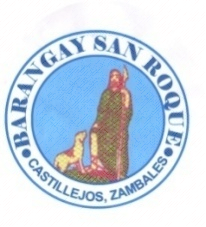 BARANGAY SAN ROQUE
CASTILLEJOS, ZAMBALES